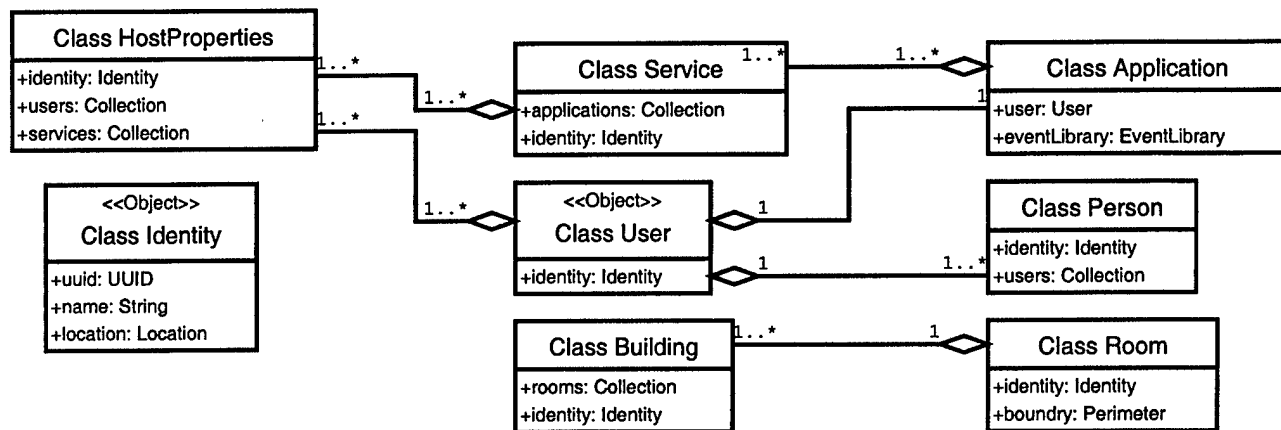 Class HostProperties
+identity: Identity
+users: Collection
+services: Collection
1..*
1..*
1..*
1..*
Class Service
+applications: Collection
+identity: Identity
1..*
1..*
Class Application
+user: User
+eventLibrary: EventLibrary
1
<<Object>>
Class Identity
+uuid: UUID
+name: String
+location: Location
<<Object>>
Class User
+identity: Identity
1
1
1..*
Class Person
+identity: Identity
+users: Collection
Class Building
+rooms: Collection
+identity: Identity
1..*
1
Class Room
+identity: Identity
+boundry: Perimeter